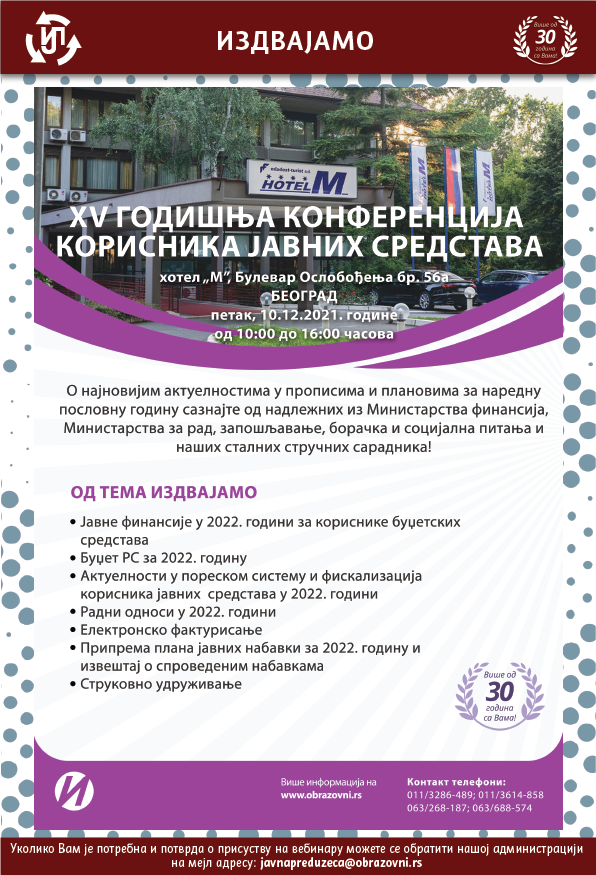 ИЗДВАЈАМО
Више од
30
година
са Вама!
mladost-turist a.d.
HOTEL M
XV ГОДИШЊА КОНФЕРЕНЦИЈА
КОРИСНИКА ЈАВНИХ СРЕДСТАВА
хотел „М”, Булевар Ослобођења бр. 56а
БЕОГРАД
петак, 10.12.2021. године
од 10:00 до 16:00 часова
О најновијим актуелностима у прописима и плановима за наредну
пословну годину сазнајте од надлежних из Министарства финансија,
Министарства за рад, запошљавање, борачка и социјална питања и
наших сталних стручних сарадника!
ОД ТЕМА ИЗДВАЈАМО
• Јавне финансије у 2022. години за кориснике буџетских
средстава
• Буџет РС за 2022. годину
• Актуелности у пореском систему и фискализација
корисника јавних средстава у 2022. години
• Радни односи у 2022. години
• Електронско фактурисање
• Припрема плана јавних набавки за 2022. годину и
извештај о спроведеним набавкама
• Струковно удруживање
Више од
30
година
са Вама!
Више информација на
www.obrazovni.rs
Контакт телефони:
011/3286-489; 011/3614-858
063/268-187; 063/688-574
Уколико Вам је потребна и потврда о присуству на вебинару можете се обратити нашој администрацији
на мејл адресу: javnapreduzeca@obrazovni.rs